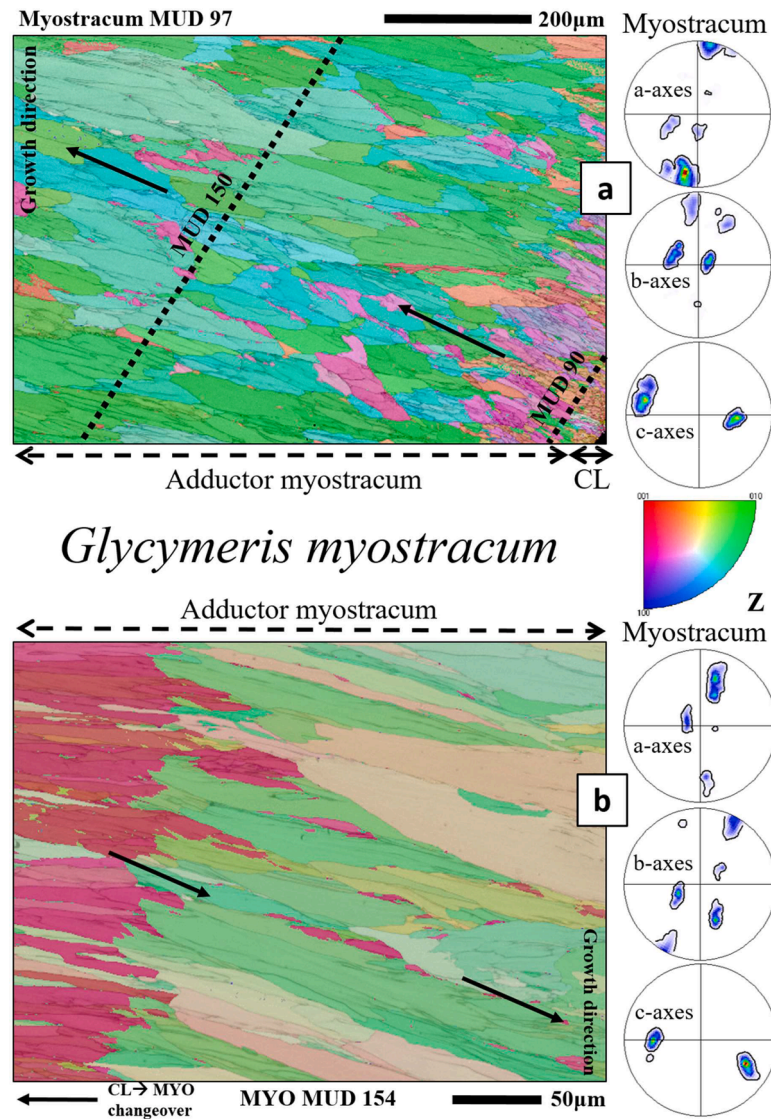 Myostracum MUD 97
200µm
Growth direction
MUD 150
MUD 90
a
Myostracum
a-axes
b-axes
c-axes
Adductor myostracum
CL
001
010
100
Z
Glycymeris myostracum
Adductor myostracum
Myostracum
a-axes
b
b-axes
c-axes
Growth direction
CL→ MYO
changeover
MYO MUD 154
50µm